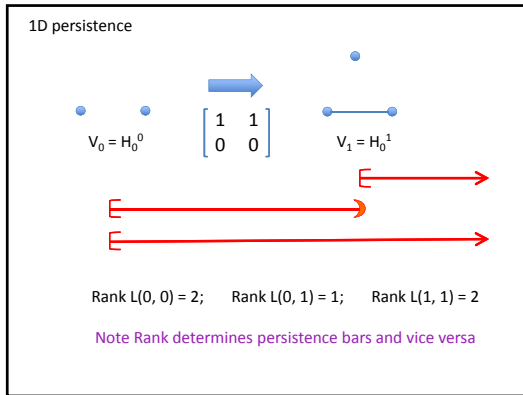 1D persistence
1 1
0 0
V₀ = H₀⁰
V₁ = H₀¹
Rank L(0, 0) = 2; Rank L(0, 1) = 1; Rank L(1, 1) = 2
Note Rank determines persistence bars and vice versa